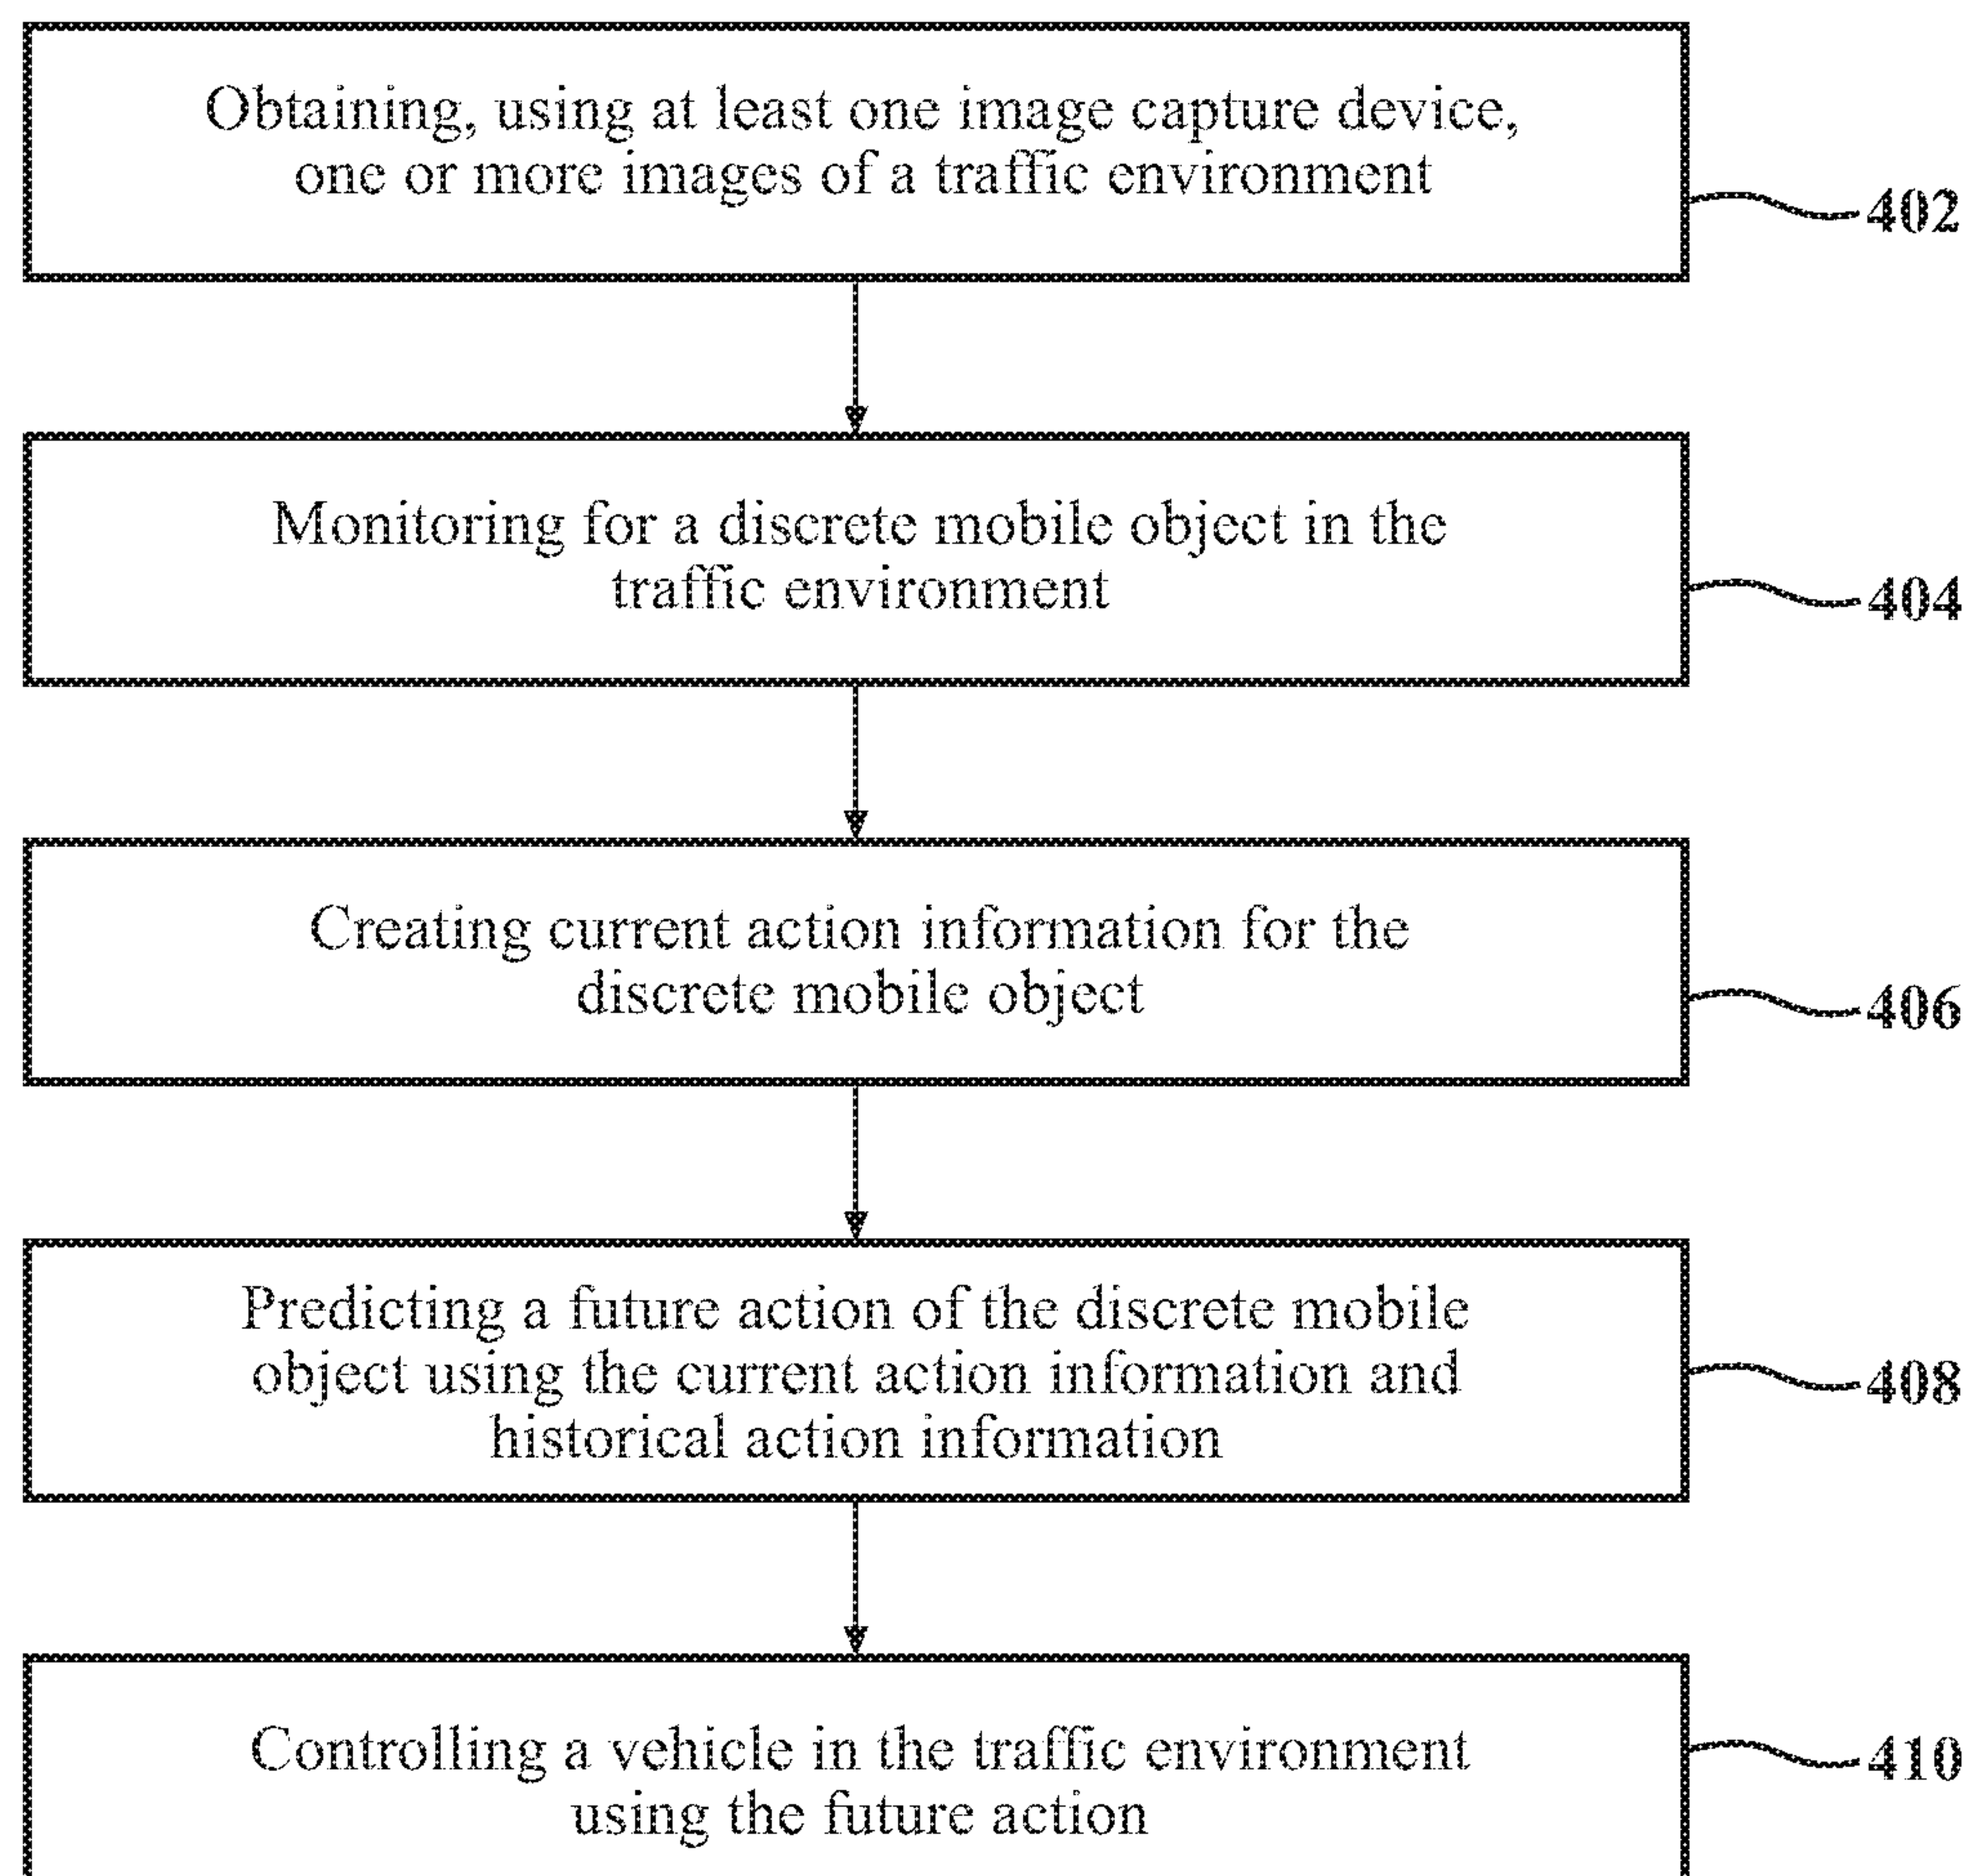 Obtaining, using at least one image capture device,
one or more images of a traffic environment
402
Monitoring for a discrete mobile object in the
traffic environment
404
Creating current action information for the
discrete mobile object
406
Predicting a future action of the discrete mobile
object using the current action information and
historical action information
408
Controlling a vehicle in the traffic environment
using the future action
410